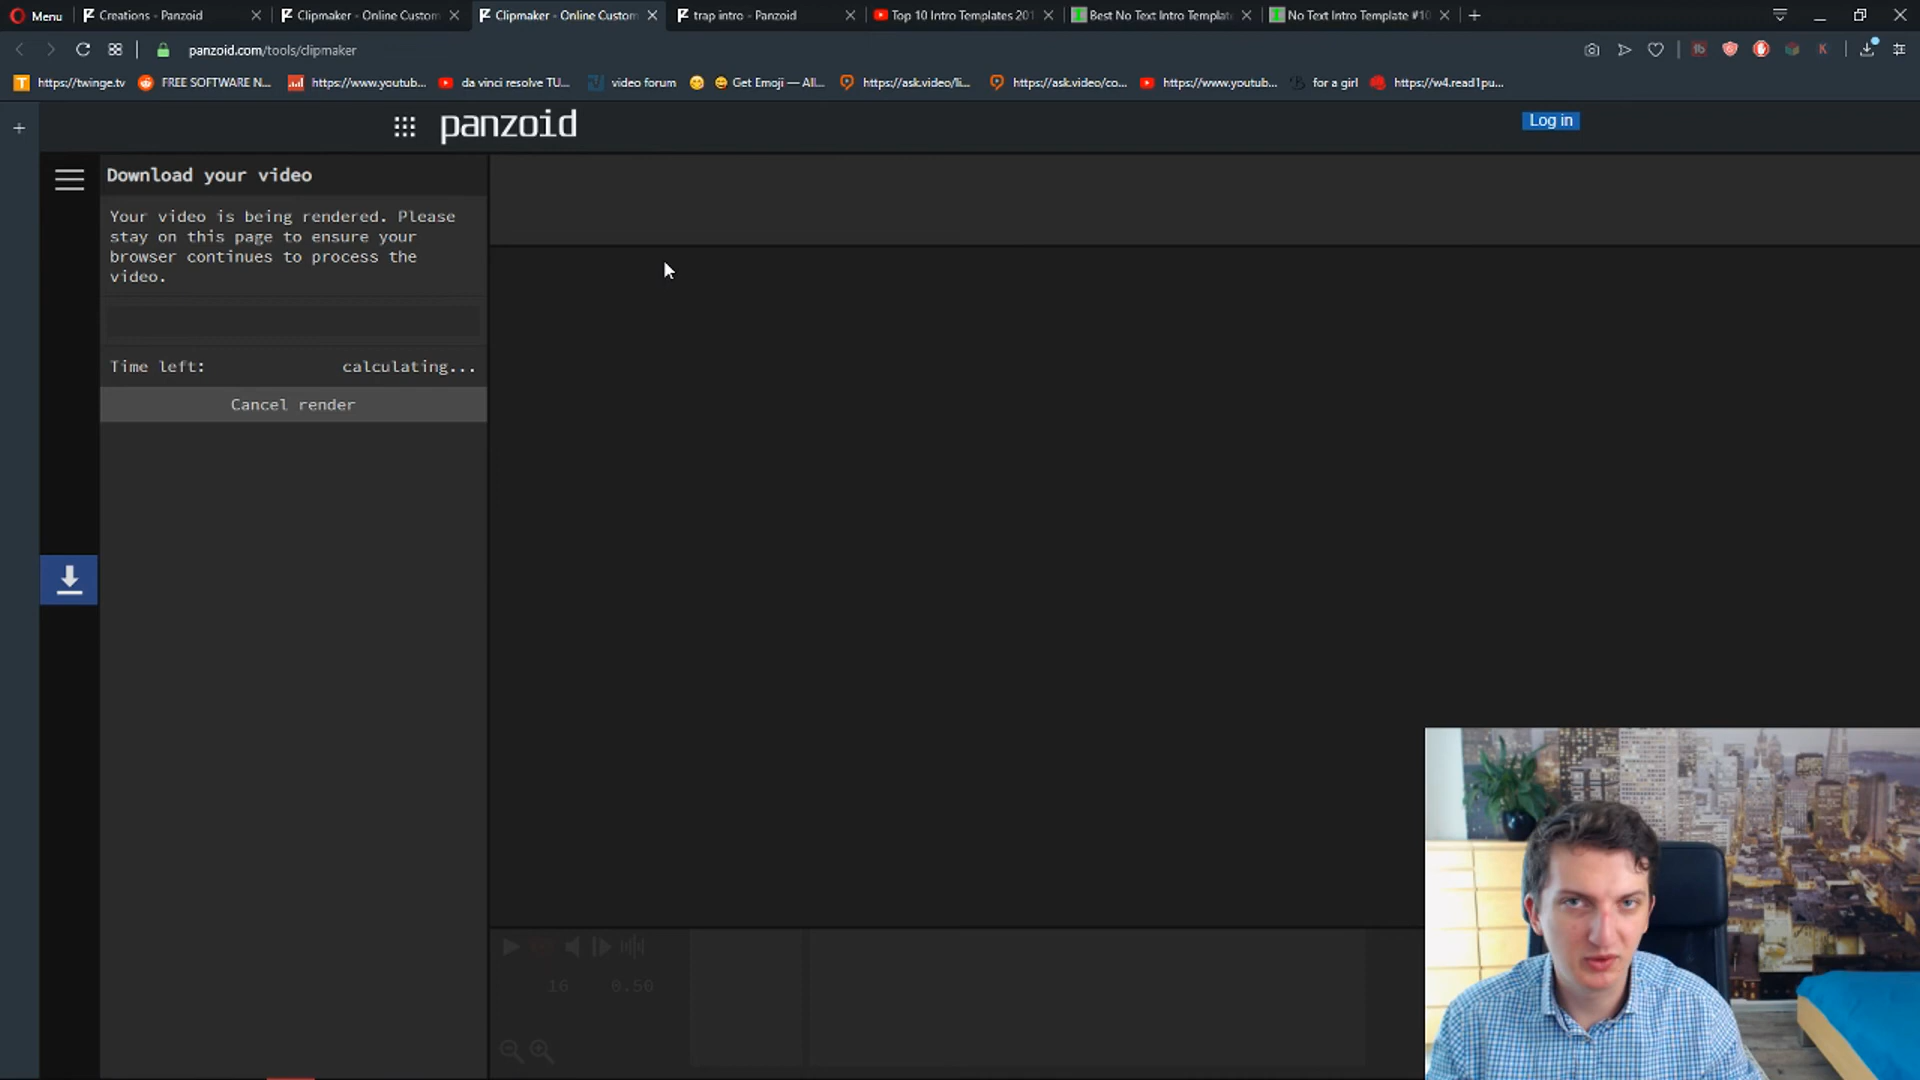 Menu
Creations - Panzoid
Clipmaker - Online Custom
Clipmaker - Online Custom
trap intro - Panzoid
Top 10 Intro Templates 201
Best No Text Intro Templat
No Text Intro Template #10
panzoid.com/tools/clipmaker
https://twinge.tv
FREE SOFTWARE N...
https://www.youtub...
da vinci resolve TU...
video forum
Get Emoji — All...
https://ask.video/li...
https://ask.video/co...
https://www.youtub...
for a girl
https://w4.read1pu...
panzoid
Log in
Download your video
Your video is being rendered. Please
stay on this page to ensure your
browser continues to process the
video.
Time left:
calculating...
Cancel render
16
0.50